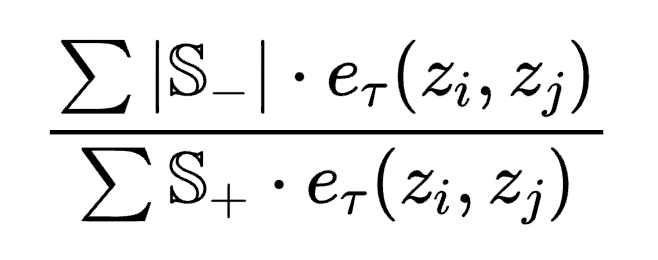 ∑ |𝕊₋| · e_τ(z_i, z_j)
∑ 𝕊₊ · e_τ(z_i, z_j)